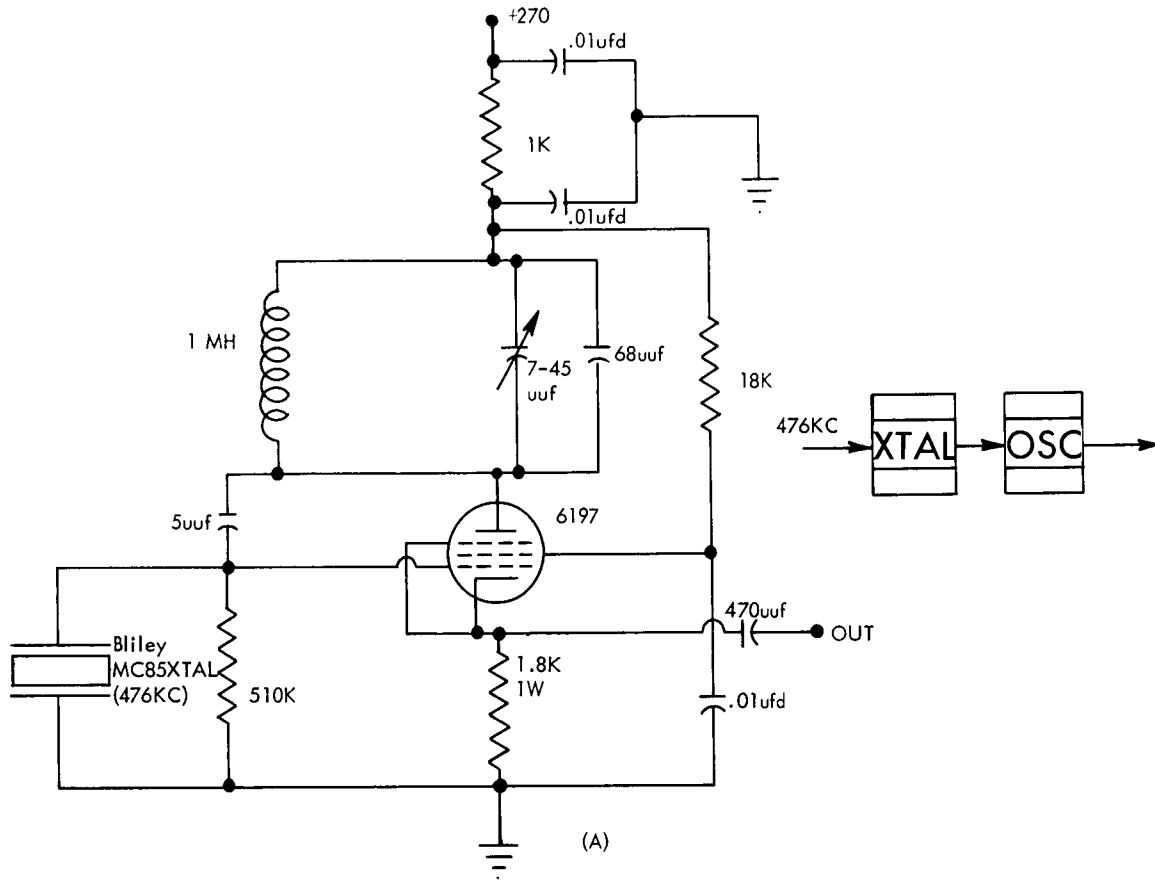 +270
.01ufd
1K
.01ufd
1 MH
7-45
uuf
68uuf
18K
476KC
XTAL
OSC
5uuf
6197
470uuf
OUT
Bliley
MC85XTAL
(476KC)
510K
1.8K
1W
.01ufd
(A)